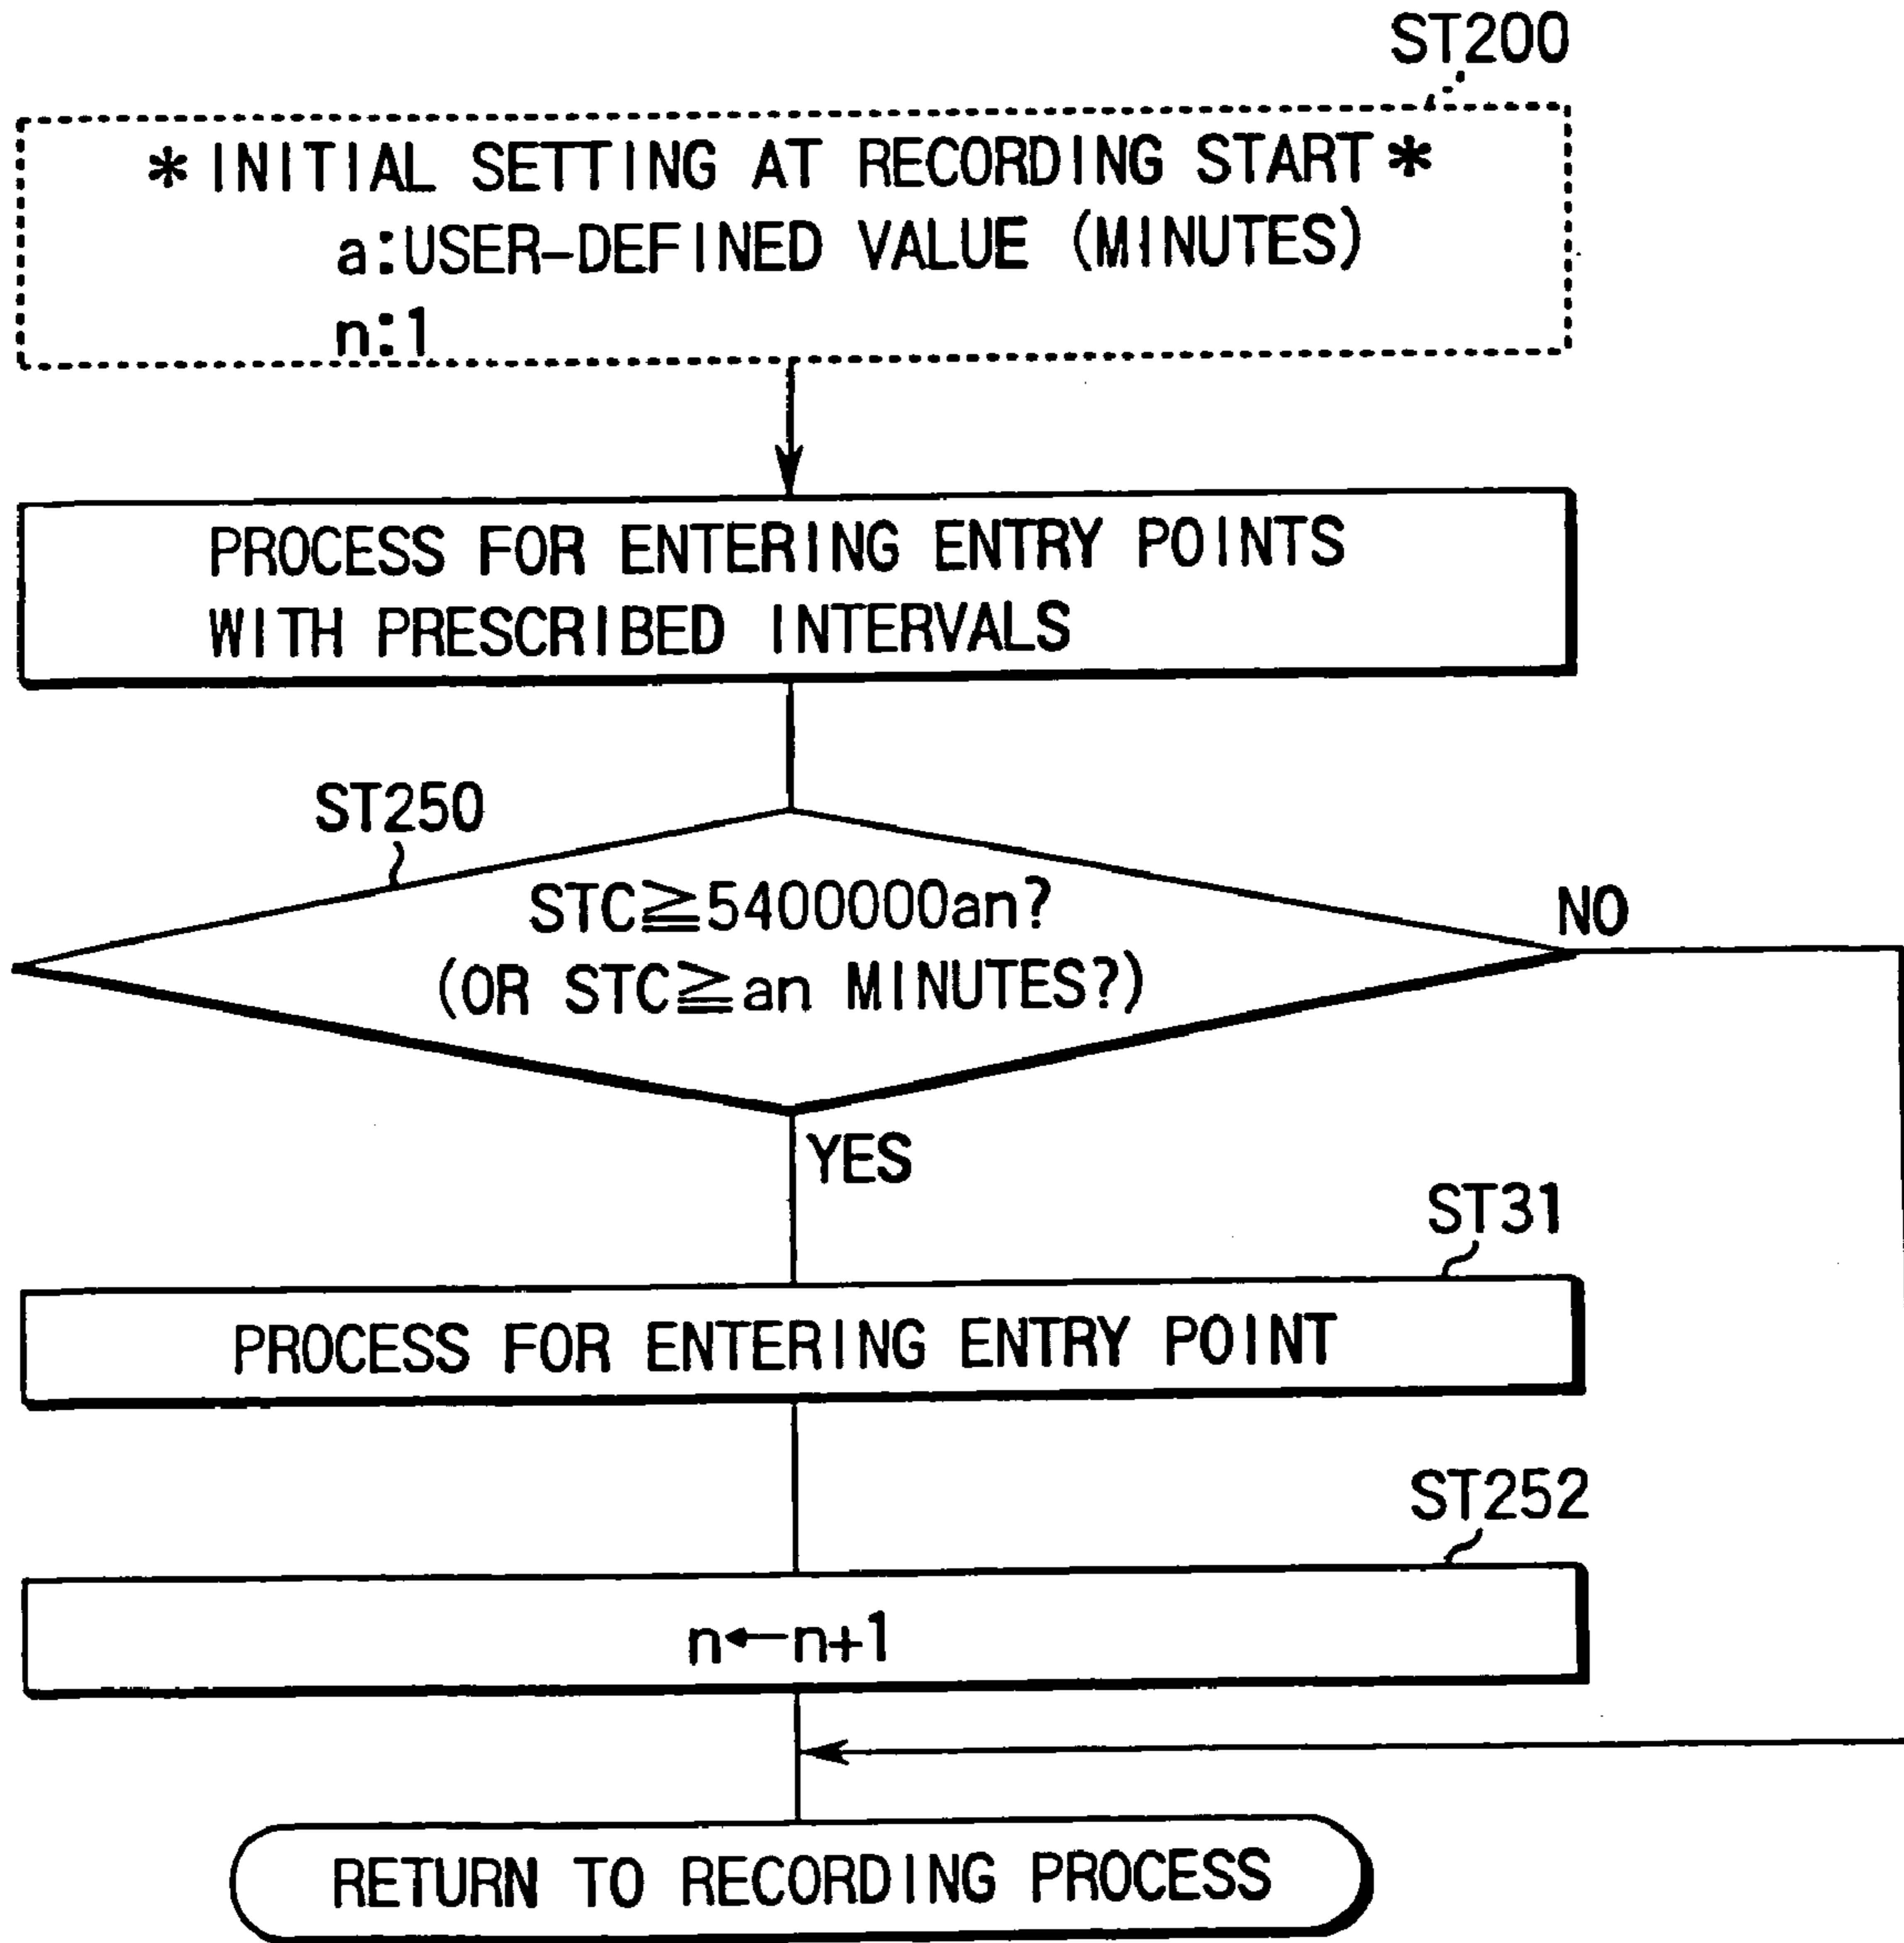 ST200
*INITIAL SETTING AT RECORDING START*
a:USER-DEFINED VALUE (MINUTES)
n:1
PROCESS FOR ENTERING ENTRY POINTS
WITH PRESCRIBED INTERVALS
ST250
STC≧5400000an?
(OR STC≧an MINUTES?)
NO
YES
ST31
PROCESS FOR ENTERING ENTRY POINT
ST252
n←n+1
RETURN TO RECORDING PROCESS